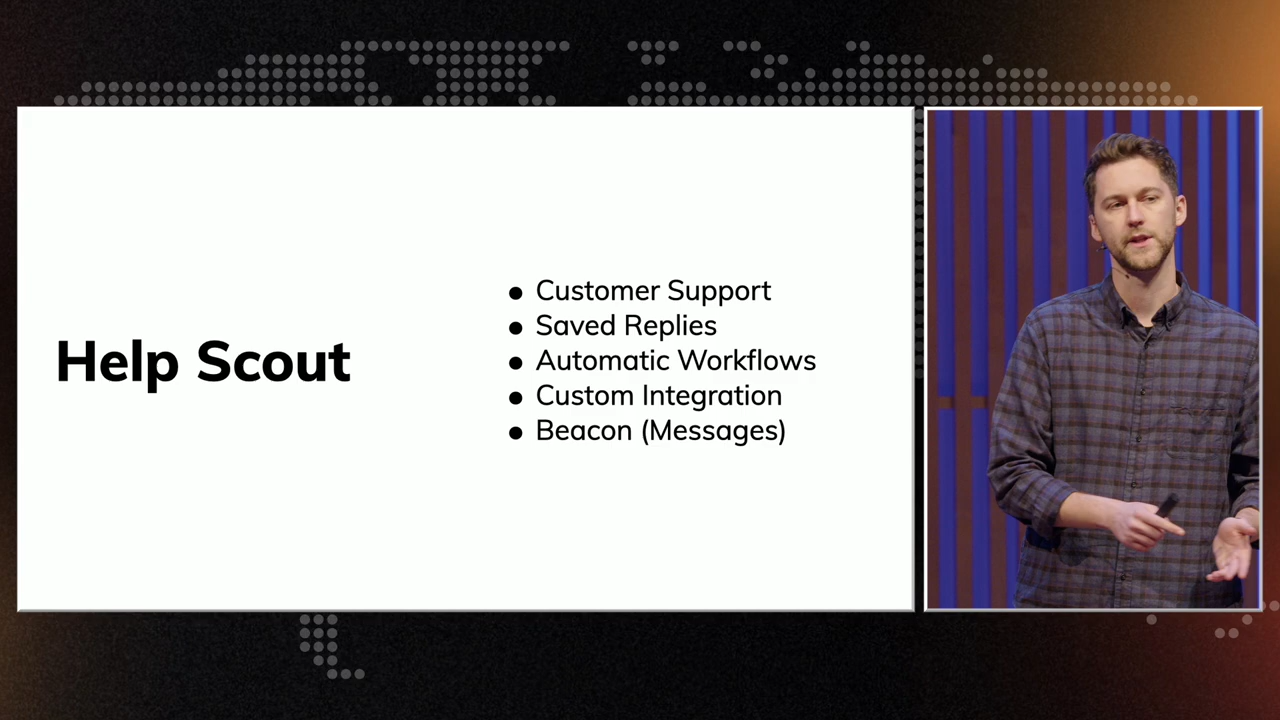 Help Scout
Customer Support
Saved Replies
Automatic Workflows
Custom Integration
Beacon (Messages)